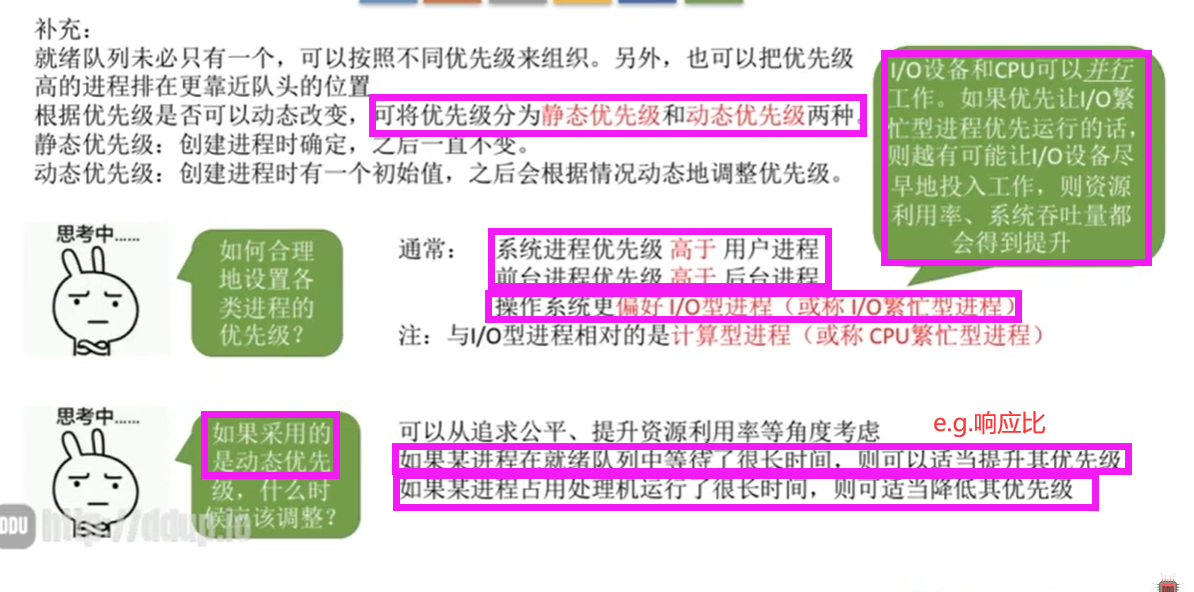 补充：
就绪队列未必只有一个，可以按照不同优先级来组织。另外，也可以把优先级
高的进程排在更靠近队头的位置
根据优先级是否可以动态改变，可将优先级分为静态优先级和动态优先级两种。
静态优先级：创建进程时确定，之后一直不变。
动态优先级：创建进程时有一个初始值，之后会根据情况动态地调整优先级。
I/O设备和CPU可以并行
工作。如果优先让I/O繁
忙型进程优先运行的话，
则越有可能让I/O设备尽
早地投入工作，则资源
利用率、系统吞吐量都
会得到提升
思考中......
如何合理
地设置各
类进程的
优先级？
通常：
系统进程优先级 高于 用户进程
前台进程优先级 高于 后台进程
操作系统更偏好 I/O型进程（或称 I/O繁忙型进程）
注：与I/O型进程相对的是计算型进程（或称 CPU繁忙型进程）
思考中......
如果采用的
是动态优先
级，什么时
候应该调整？
可以从追求公平、提升资源利用率等角度考虑
e.g.响应比
如果某进程在就绪队列中等待了很长时间，则可以适当提升其优先级
如果某进程占用处理机运行了很长时间，则可适当降低其优先级
DDU